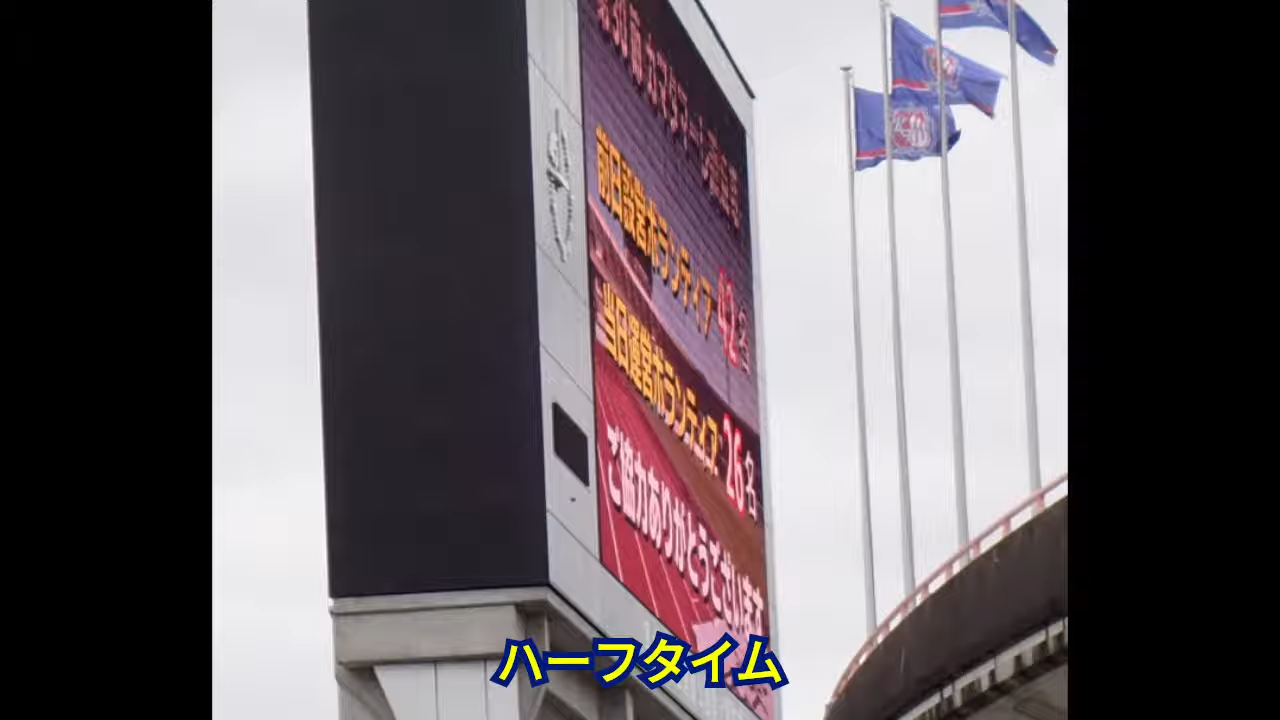 前日設営ボランティア 42名
当日運営ボランティア 26名
ご協力ありがとうございます
ハーフタイム